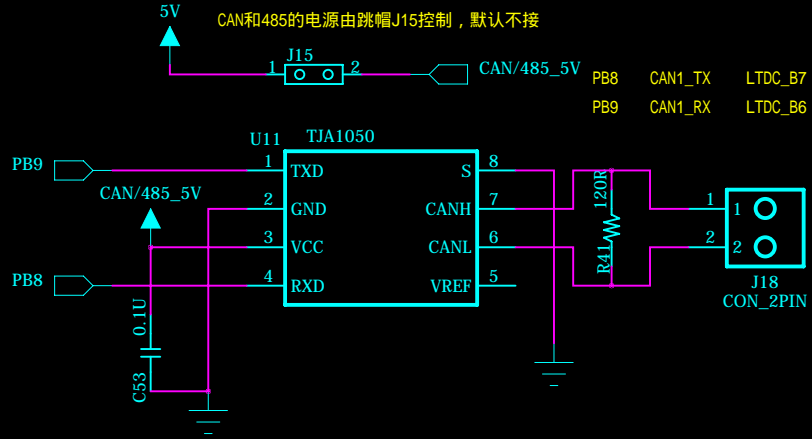 5V
CAN和485的电源由跳帽J15控制，默认不接
J15
1
2
CAN/485_5V
PB8 CAN1_TX LTDC_B7
PB9 CAN1_RX LTDC_B6
U11 TJA1050
PB9
1 TXD
S 8
CAN/485_5V
2 GND
CANH 7
120R
1
1
3 VCC
CANL 6
2
2
R41
PB8
4 RXD
VREF 5
J18
CON_2PIN
0.1U
C53